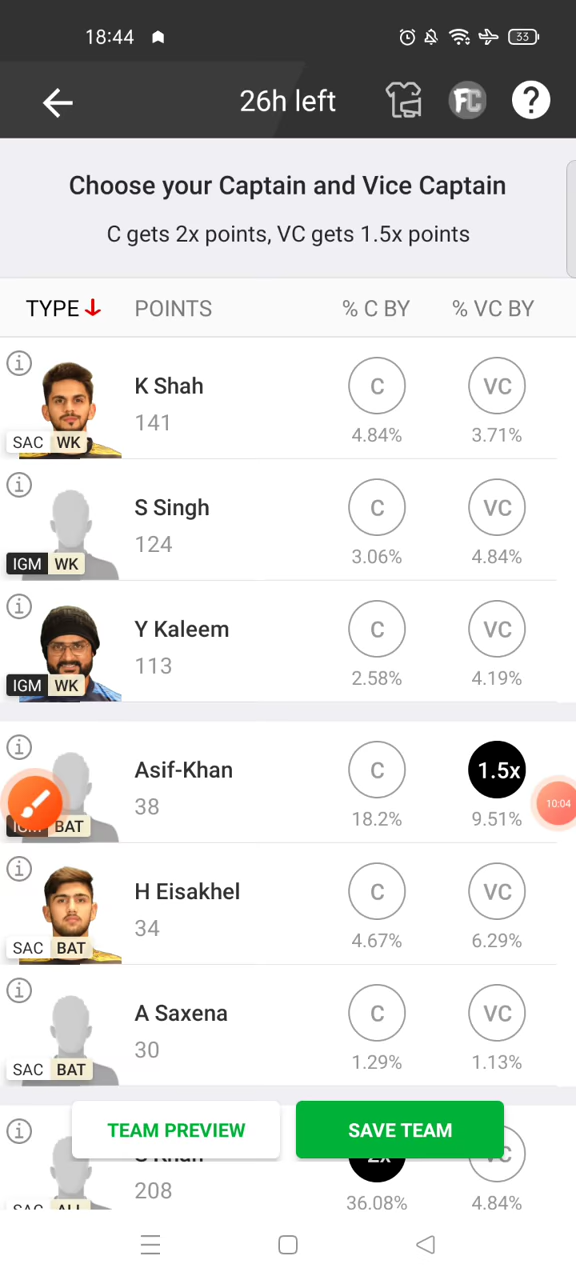 18:44
33
26h left
FC
?
Choose your Captain and Vice Captain
C gets 2x points, VC gets 1.5x points
TYPE POINTS % C BY % VC BY
K Shah
141
C
VC
4.84%
3.71%
SAC WK
S Singh
124
C
VC
3.06%
4.84%
IGM WK
Y Kaleem
113
C
VC
2.58%
4.19%
IGM WK
Asif-Khan
38
C
1.5x
18.2%
9.51%
BAT
10:04
H Eisakhel
34
C
VC
4.67%
6.29%
SAC BAT
A Saxena
30
C
VC
1.29%
1.13%
SAC BAT
TEAM PREVIEW
SAVE TEAM
Khan
208
2x
36.08%
4.84%
SAC ALL